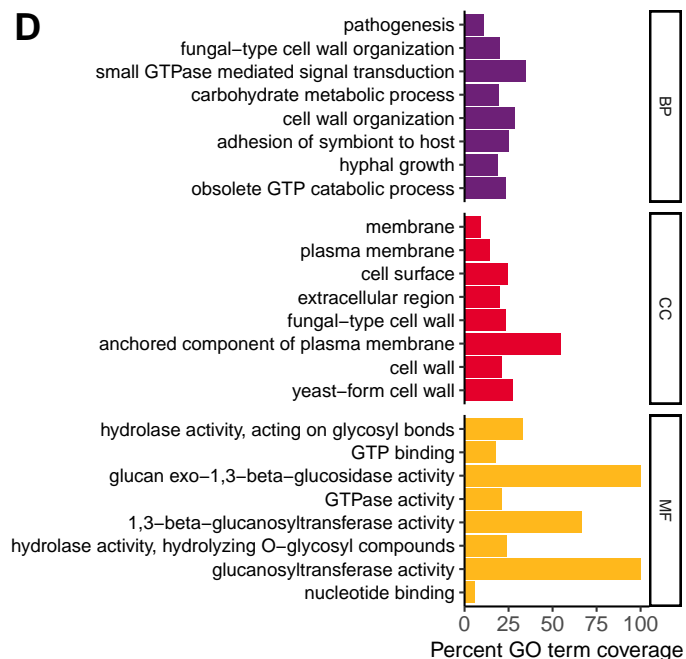 D
pathogenesis
fungal−type cell wall organization
small GTPase mediated signal transduction
carbohydrate metabolic process
cell wall organization
adhesion of symbiont to host
hyphal growth
obsolete GTP catabolic process
BP
membrane
plasma membrane
cell surface
extracellular region
fungal−type cell wall
anchored component of plasma membrane
cell wall
yeast−form cell wall
CC
hydrolase activity, acting on glycosyl bonds
GTP binding
glucan exo−1,3−beta−glucosidase activity
GTPase activity
1,3−beta−glucanosyltransferase activity
hydrolase activity, hydrolyzing O−glycosyl compounds
glucanosyltransferase activity
nucleotide binding
MF
0 25 50 75 100
Percent GO term coverage